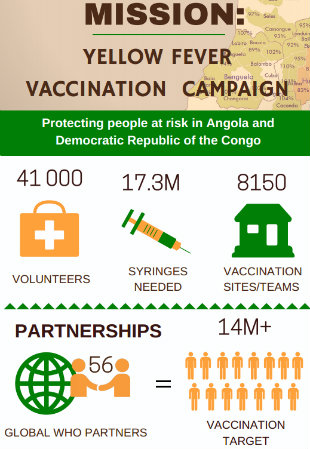 MISSION:
YELLOW FEVER
VACCINATION CAMPAIGN
Benguela
Protecting people at risk in Angola and
Democratic Republic of the Congo
41 000
17.3M
8150
VOLUNTEERS
SYRINGES
NEEDED
VACCINATION
SITES/TEAMS
PARTNERSHIPS
14M+
56
=
GLOBAL WHO PARTNERS
VACCINATION
TARGET